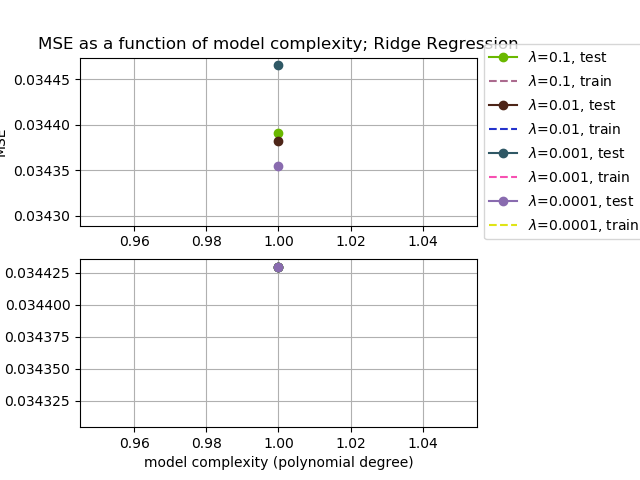 MSE as a function of model complexity; Ridge Regression
λ=0.1, test
λ=0.1, train
λ=0.01, test
λ=0.01, train
λ=0.001, test
λ=0.001, train
λ=0.0001, test
λ=0.0001, train
MSE
0.03445
0.03440
0.03435
0.03430
0.96 0.98 1.00 1.02 1.04
0.034425
0.034400
0.034375
0.034350
0.034325
0.96 0.98 1.00 1.02 1.04
model complexity (polynomial degree)